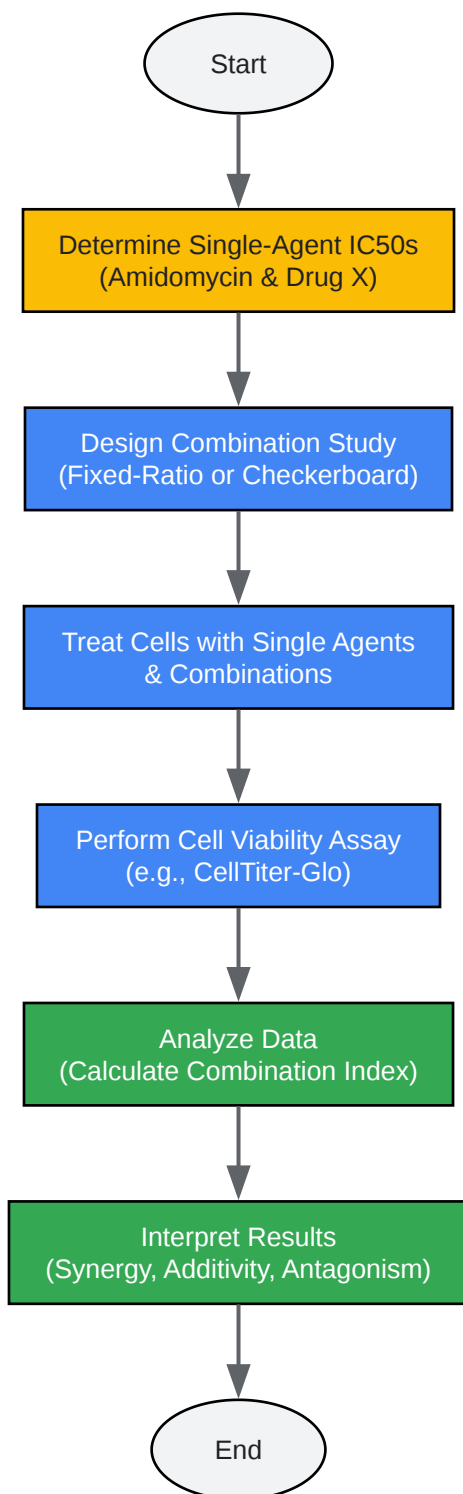 Start
Determine Single-Agent IC50s
(Amidomycin & Drug X)
Design Combination Study
(Fixed-Ratio or Checkerboard)
Treat Cells with Single Agents
& Combinations
Perform Cell Viability Assay
(e.g., CellTiter-Glo)
Analyze Data
(Calculate Combination Index)
Interpret Results
(Synergy, Additivity, Antagonism)
End